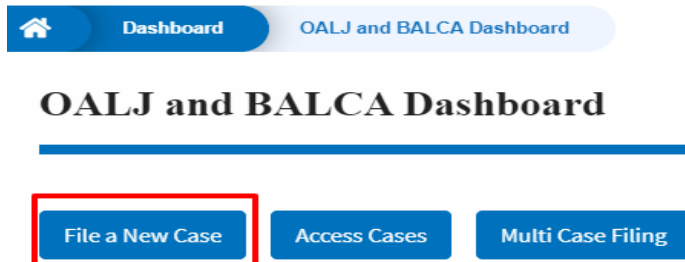 Dashboard OALJ and BALCA Dashboard
OALJ and BALCA Dashboard
File a New Case Access Cases Multi Case Filing